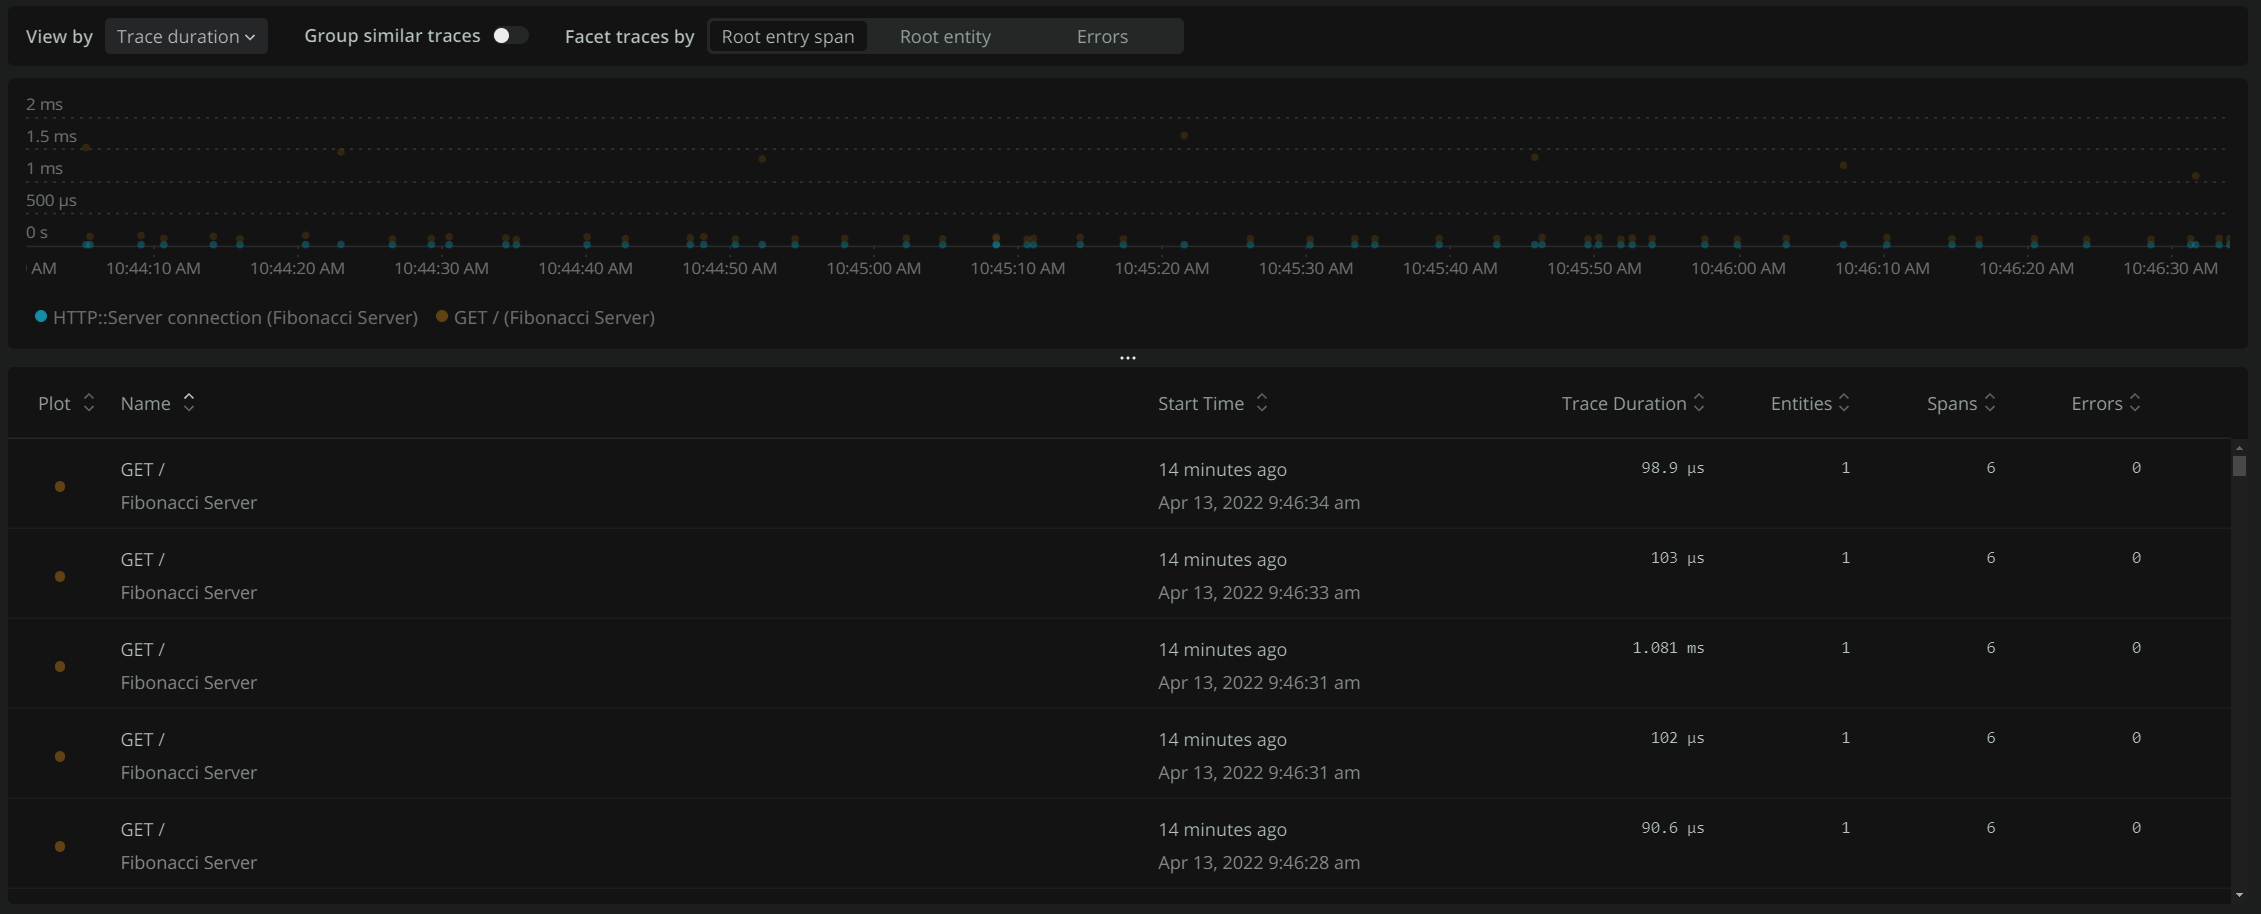 View by Trace duration Group similar traces Facet traces by Root entry span Root entity Errors
2 ms
1.5 ms
1 ms
500 µs
0 s
AM 10:44:10 AM 10:44:20 AM 10:44:30 AM 10:44:40 AM 10:44:50 AM 10:45:00 AM 10:45:10 AM 10:45:20 AM 10:45:30 AM 10:45:40 AM 10:45:50 AM 10:46:00 AM 10:46:10 AM 10:46:20 AM 10:46:30 AM
HTTP::Server connection (Fibonacci Server) GET / (Fibonacci Server)
...
Plot Name Start Time Trace Duration Entities Spans Errors
GET / 14 minutes ago 98.9 µs 1 6 0
Fibonacci Server Apr 13, 2022 9:46:34 am
GET / 14 minutes ago 103 µs 1 6 0
Fibonacci Server Apr 13, 2022 9:46:33 am
GET / 14 minutes ago 1.081 ms 1 6 0
Fibonacci Server Apr 13, 2022 9:46:31 am
GET / 14 minutes ago 102 µs 1 6 0
Fibonacci Server Apr 13, 2022 9:46:31 am
GET / 14 minutes ago 90.6 µs 1 6 0
Fibonacci Server Apr 13, 2022 9:46:28 am